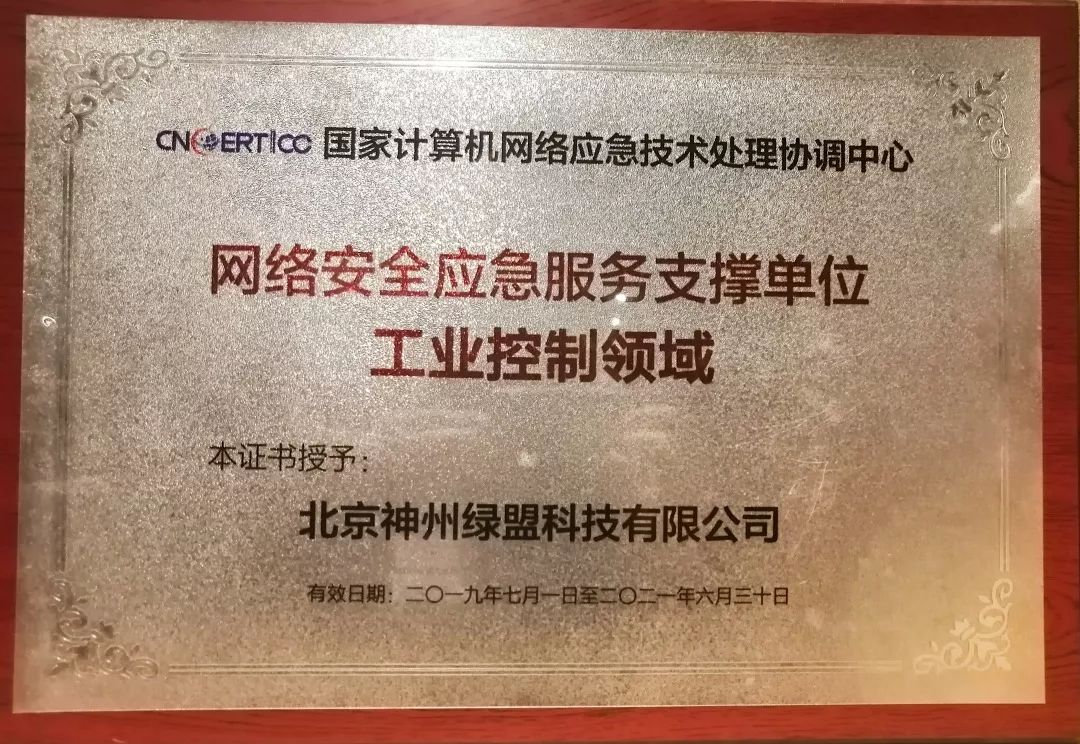 CNCERT/CC 国家计算机网络应急技术处理协调中心
网络安全应急服务支撑单位
工业控制领域
本证书授予：
北京神州绿盟科技有限公司
有效日期：二〇一九年七月一日至二〇二一年六月三十日